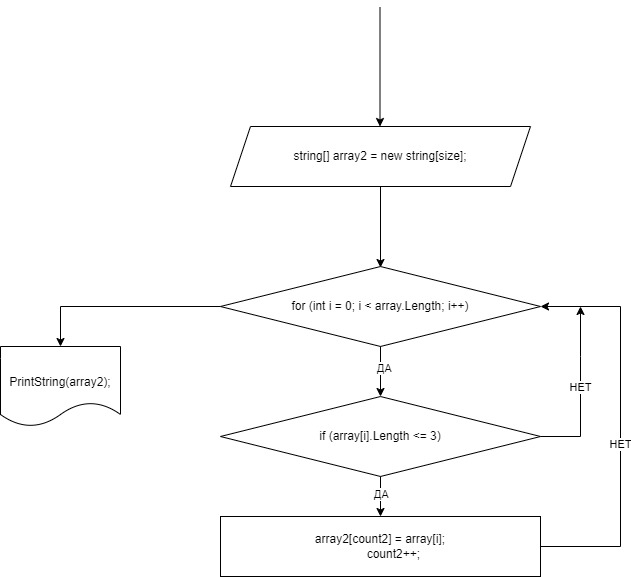 string[] array2 = new string[size];
for (int i = 0; i < array.Length; i++)
PrintString(array2);
ДА
НЕТ
if (array[i].Length <= 3)
НЕТ
ДА
array2[count2] = array[i];
count2++;